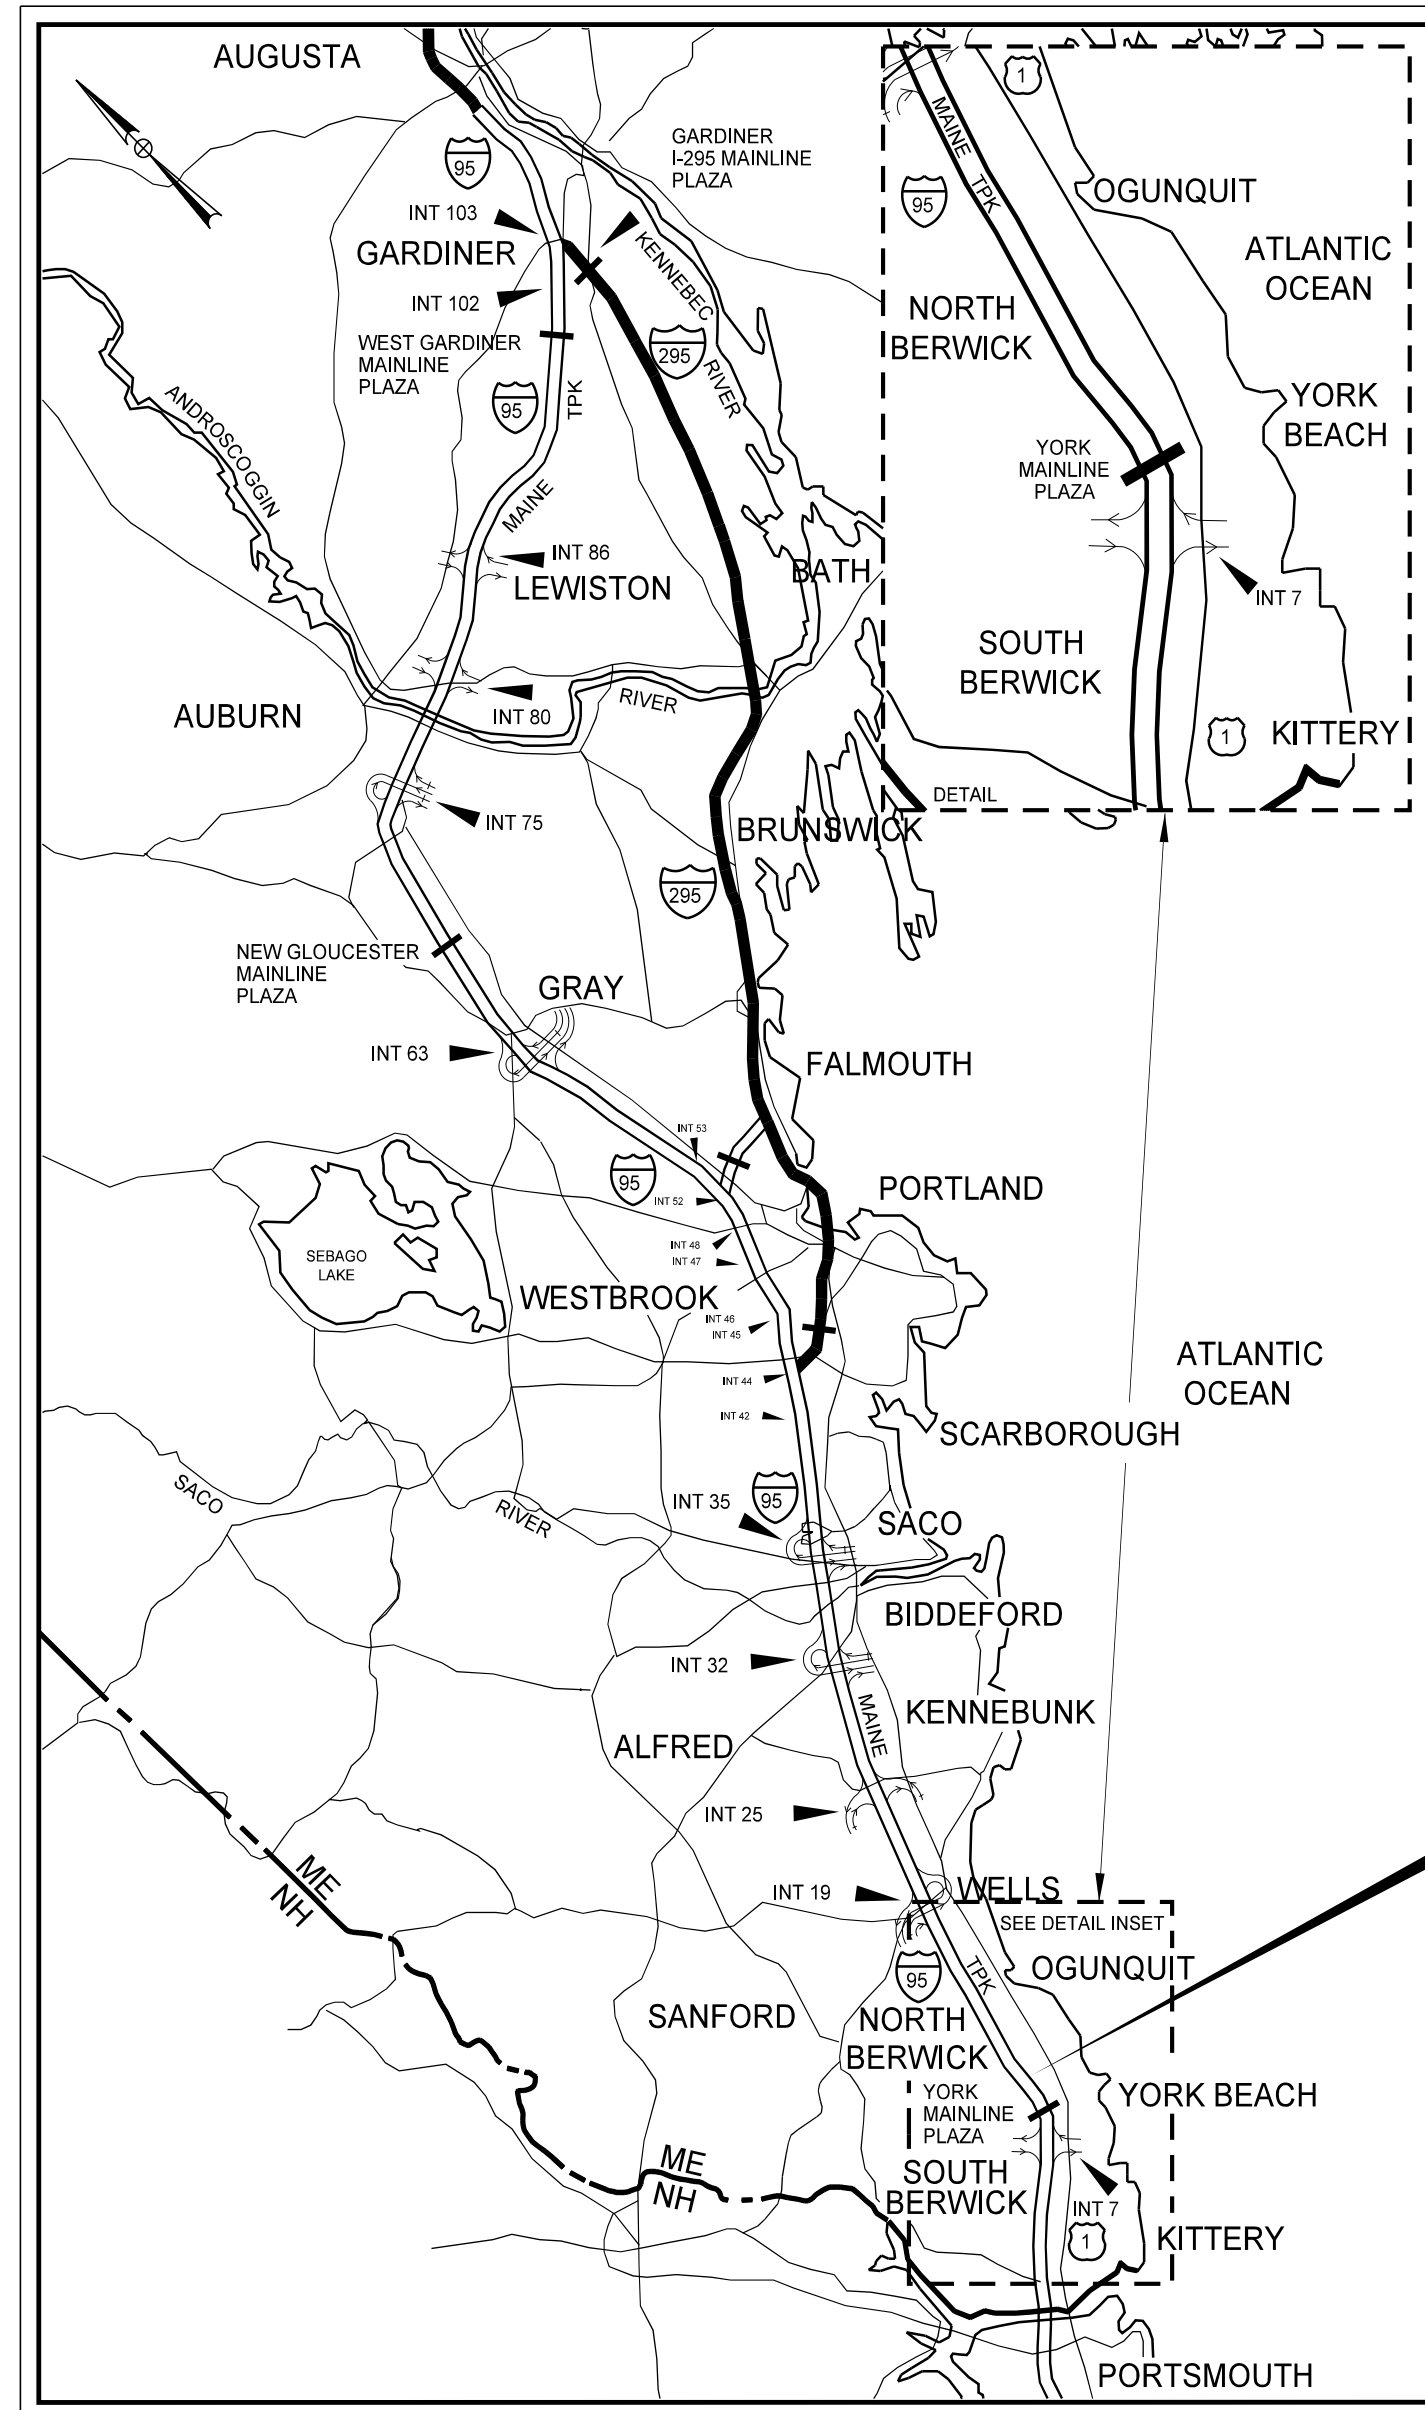 AUGUSTA
1
GARDINER
I-295 MAINLINE
PLAZA
MAINE TPK
95
95
OGUNQUIT
INT 103
GARDINER
KENNEBEC
RIVER
ATLANTIC
OCEAN
INT 102
NORTH
BERWICK
WEST GARDINER
MAINLINE
PLAZA
295
95
TPK
MAINE
YORK
BEACH
ANDROSCOGGIN
YORK
MAINLINE
PLAZA
INT 86
LEWISTON
BATH
INT 7
SOUTH
BERWICK
RIVER
AUBURN
INT 80
1
KITTERY
DETAIL
INT 75
BRUNSWICK
295
NEW GLOUCESTER
MAINLINE
PLAZA
GRAY
INT 63
FALMOUTH
INT 53
95
INT 52
PORTLAND
INT 48
INT 47
SEBAGO
LAKE
WESTBROOK
INT 46
INT 45
ATLANTIC
OCEAN
INT 44
INT 42
SCARBOROUGH
SACO
RIVER
INT 35
95
SACO
BIDDEFORD
INT 32
MAINE
KENNEBUNK
ALFRED
INT 25
ME
NH
INT 19
WELLS
SEE DETAIL INSET
TPK
95
OGUNQUIT
SANFORD
NORTH
BERWICK
YORK
MAINLINE
PLAZA
YORK BEACH
ME
NH
SOUTH
BERWICK
INT 7
1
KITTERY
PORTSMOUTH